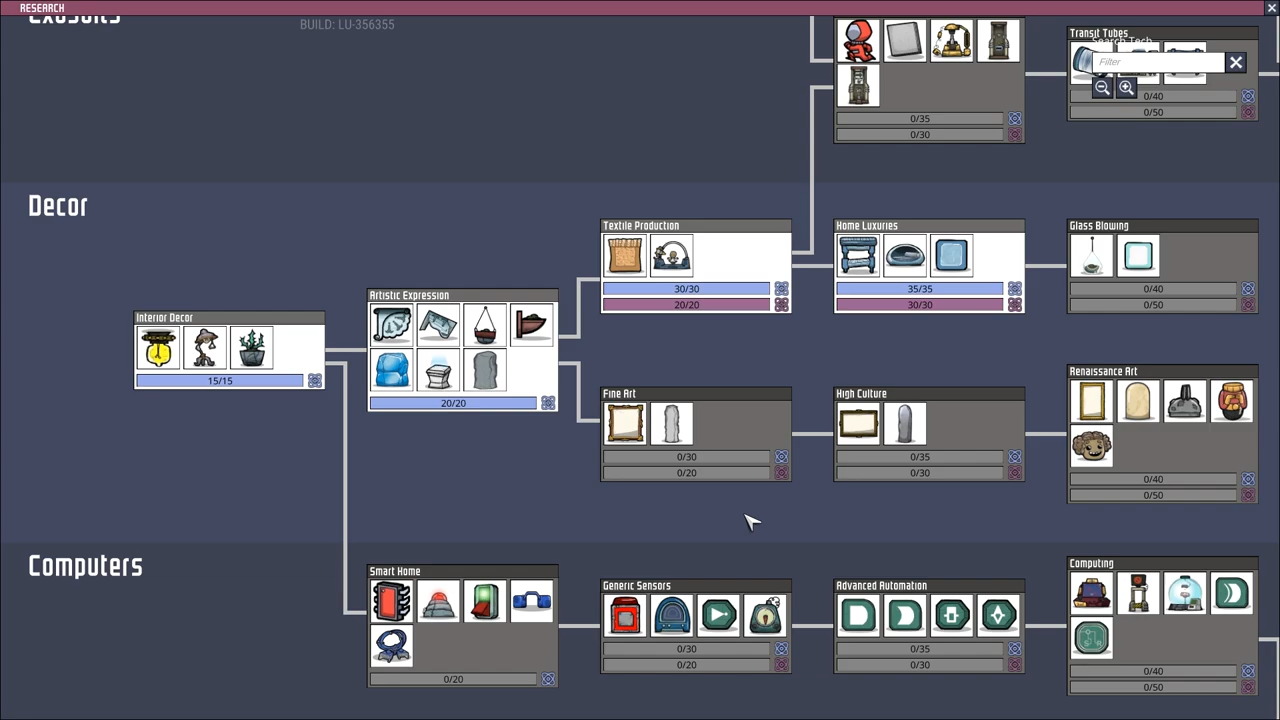 RESEARCH
BUILD: LU-356355
Transit Tubes
Search Tech
Filter
0/40
0/50
0/35
0/30
Decor
Textile Production
30/30
20/20
Home Luxuries
35/35
30/30
Glass Blowing
0/40
0/50
Artistic Expression
20/20
Interior Decor
15/15
Fine Art
0/30
0/20
High Culture
0/35
0/30
Renaissance Art
0/40
0/50
Computers
Smart Home
0/20
Generic Sensors
0/30
0/20
Advanced Automation
0/35
0/30
Computing
0/40
0/50